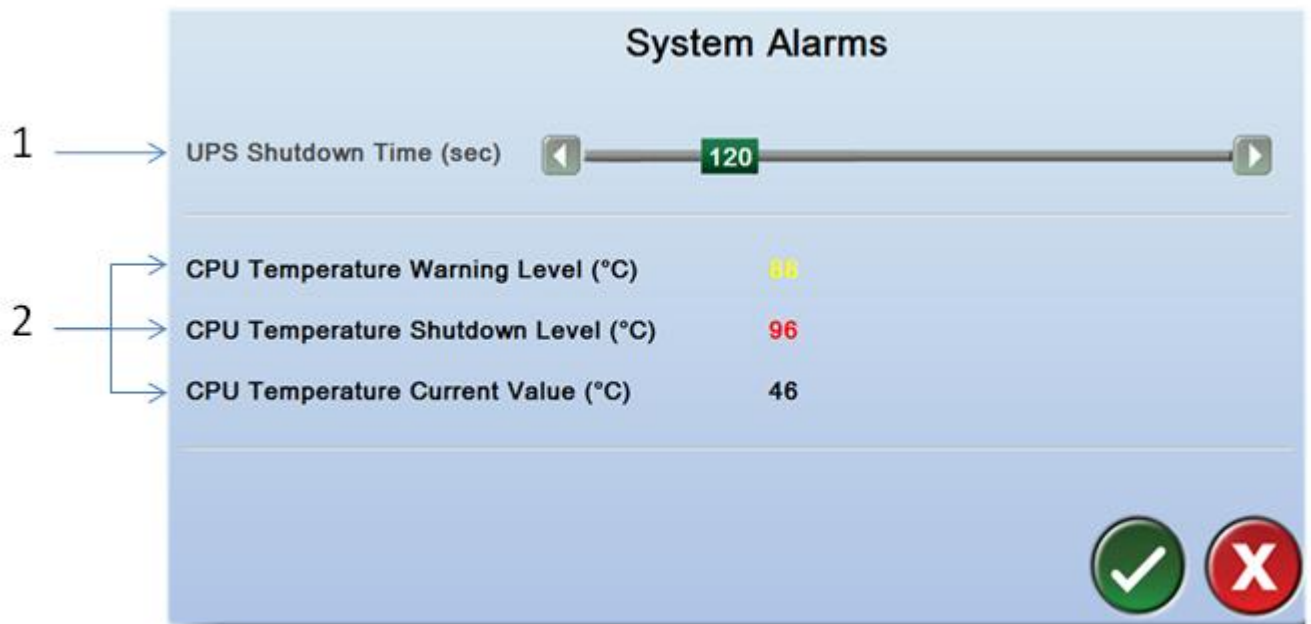 System Alarms
1
UPS Shutdown Time (sec) 120
CPU Temperature Warning Level (°C) 88
2
CPU Temperature Shutdown Level (°C) 96
CPU Temperature Current Value (°C) 46